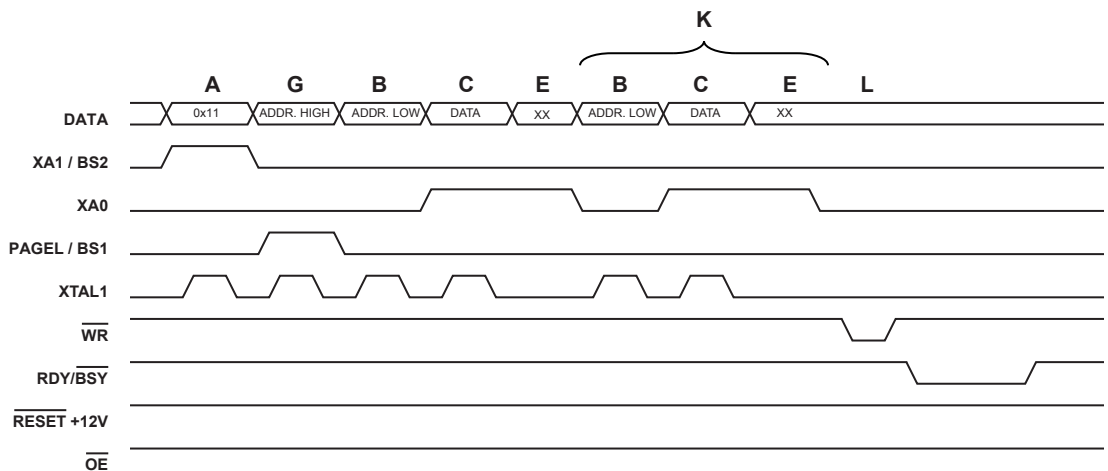 K
A G B C E B C E L
DATA 0x11 ADDR. HIGH ADDR. LOW DATA XX ADDR. LOW DATA XX
XA1 / BS2
XA0
PAGEL / BS1
XTAL1
WR
RDY/BSY
RESET +12V
OE